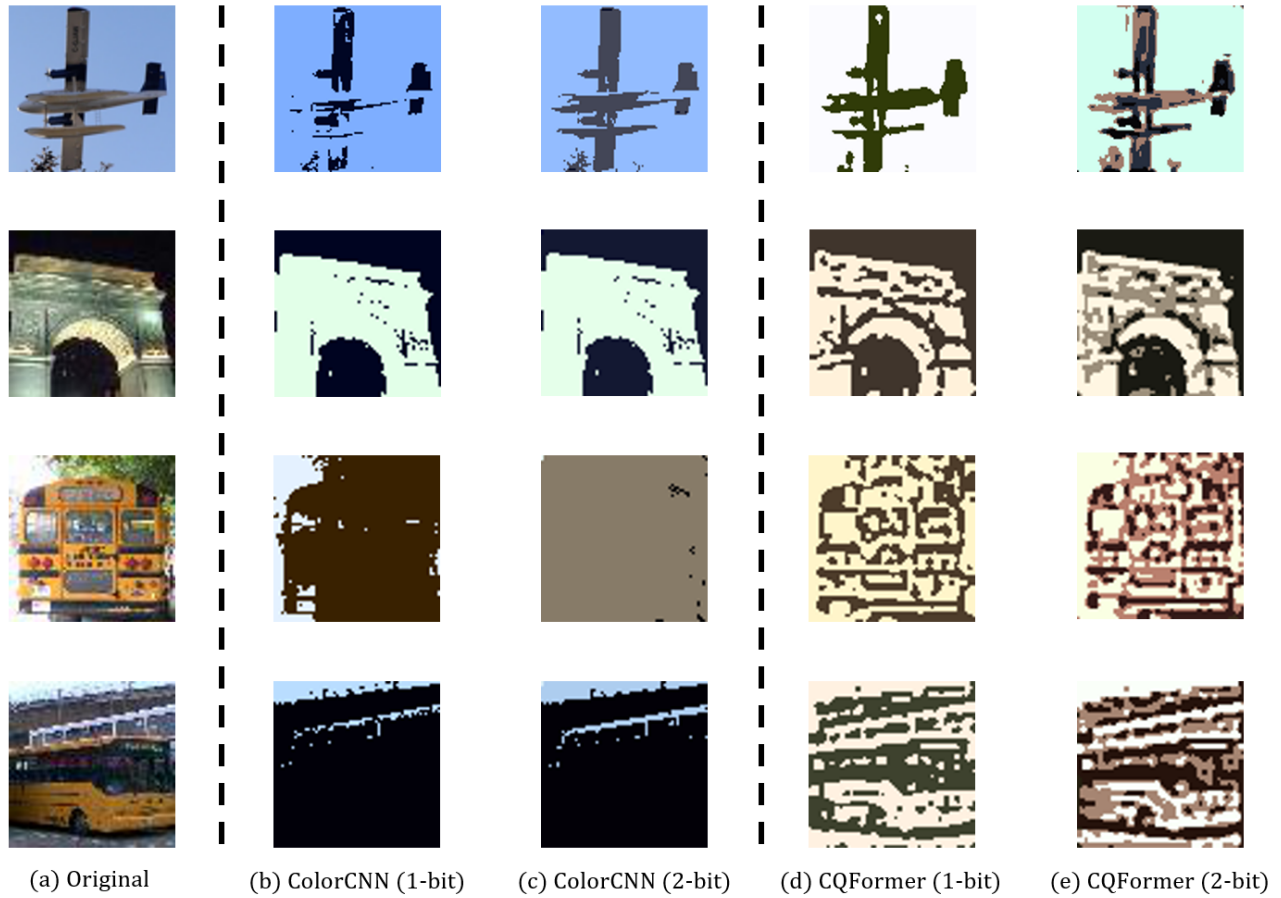 (a) Original
(b) ColorCNN (1-bit)
(c) ColorCNN (2-bit)
(d) CQFormer (1-bit)
(e) CQFormer (2-bit)